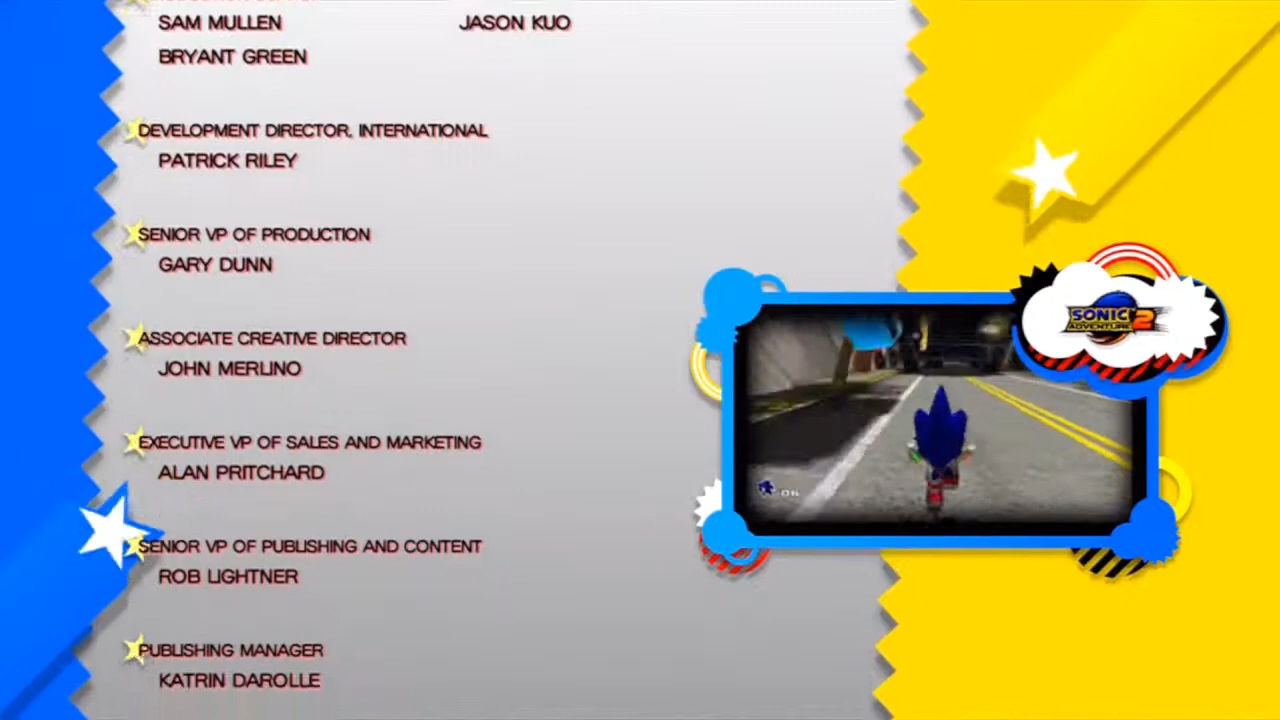 SAM MULLEN JASON KUO
BRYANT GREEN
DEVELOPMENT DIRECTOR, INTERNATIONAL
PATRICK RILEY
SENIOR VP OF PRODUCTION
GARY DUNN
ASSOCIATE CREATIVE DIRECTOR
JOHN MERLINO
EXECUTIVE VP OF SALES AND MARKETING
ALAN PRITCHARD
SENIOR VP OF PUBLISHING AND CONTENT
ROB LIGHTNER
PUBLISHING MANAGER
KATRIN DAROLLE
SONIC
ADVENTURE 2
06